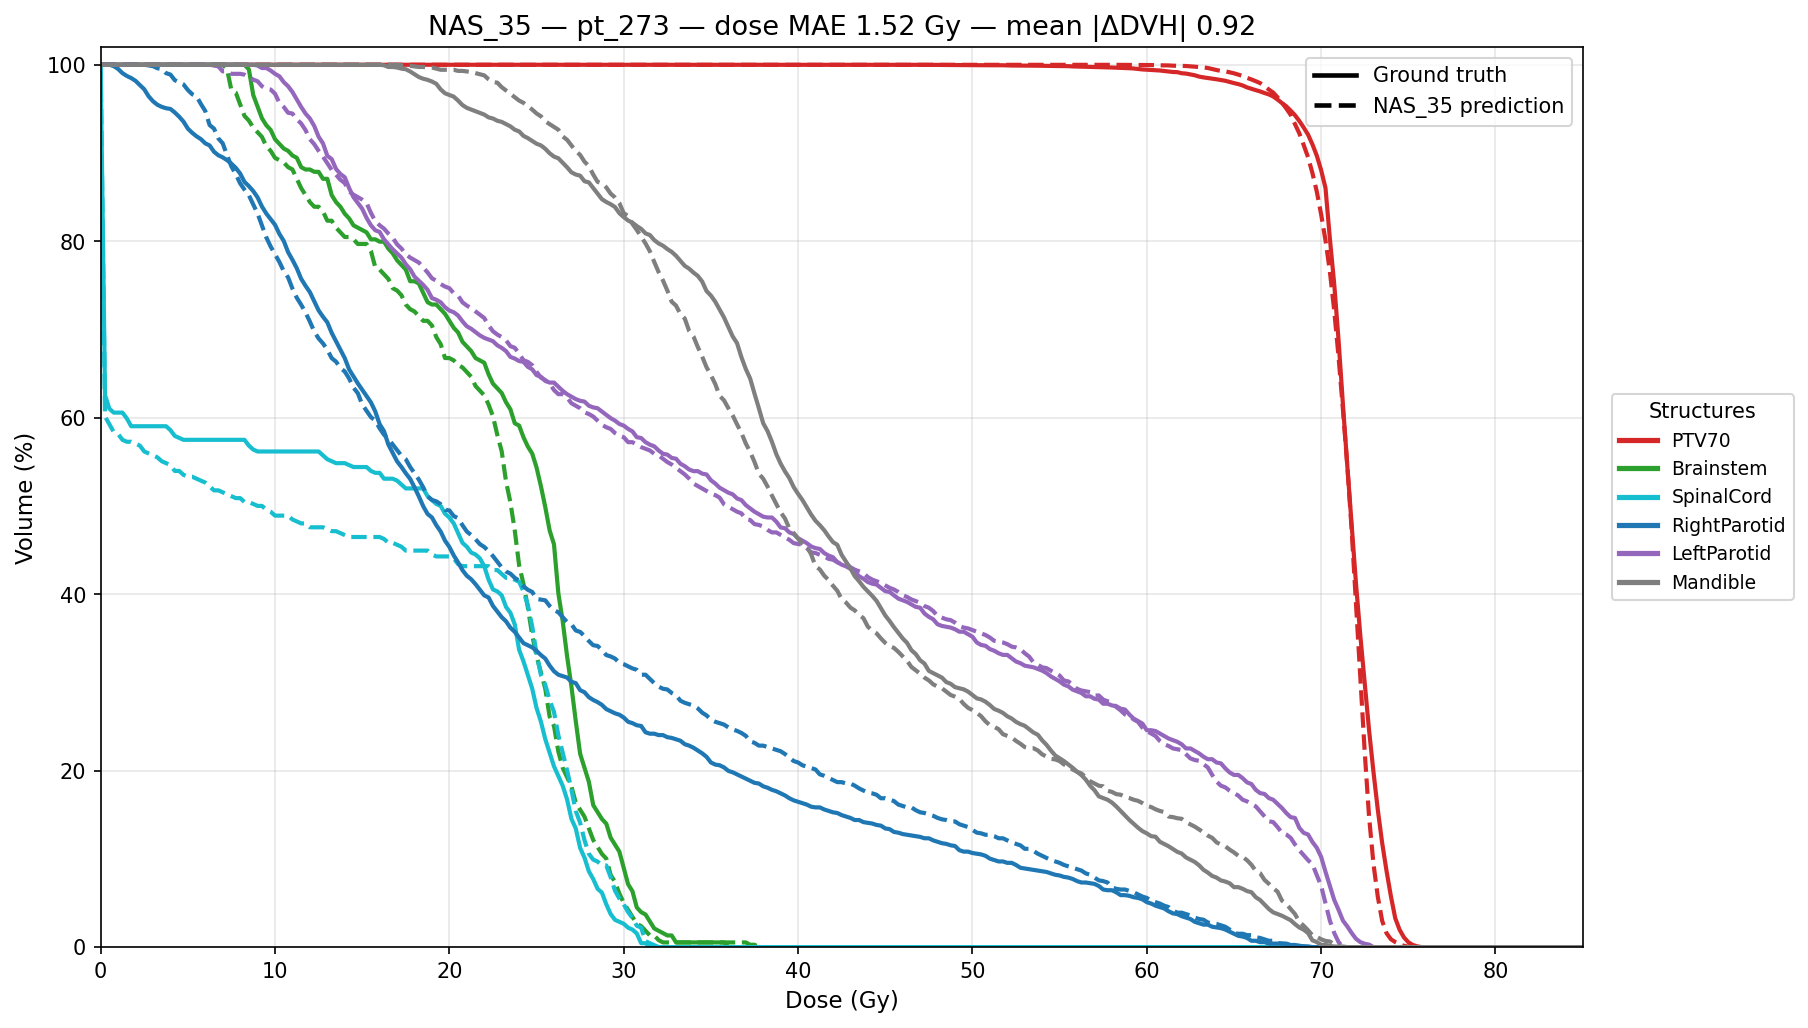 NAS_35 — pt_273 — dose MAE 1.52 Gy — mean |ΔDVH| 0.92
Ground truth
NAS_35 prediction
Volume (%)
100
80
60
40
20
0
0 10 20 30 40 50 60 70 80
Dose (Gy)
Structures
PTV70
Brainstem
SpinalCord
RightParotid
LeftParotid
Mandible